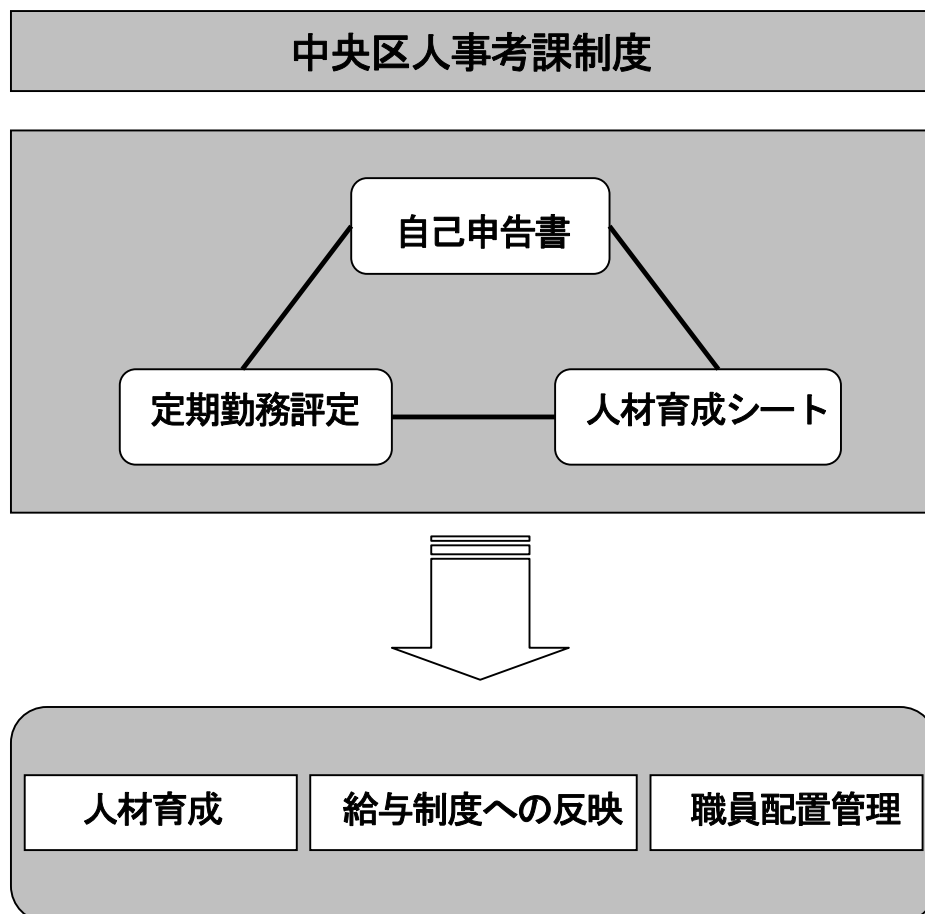 中央区人事考課制度
自己申告書
定期勤務評定
人材育成シート
人材育成
給与制度への反映
職員配置管理